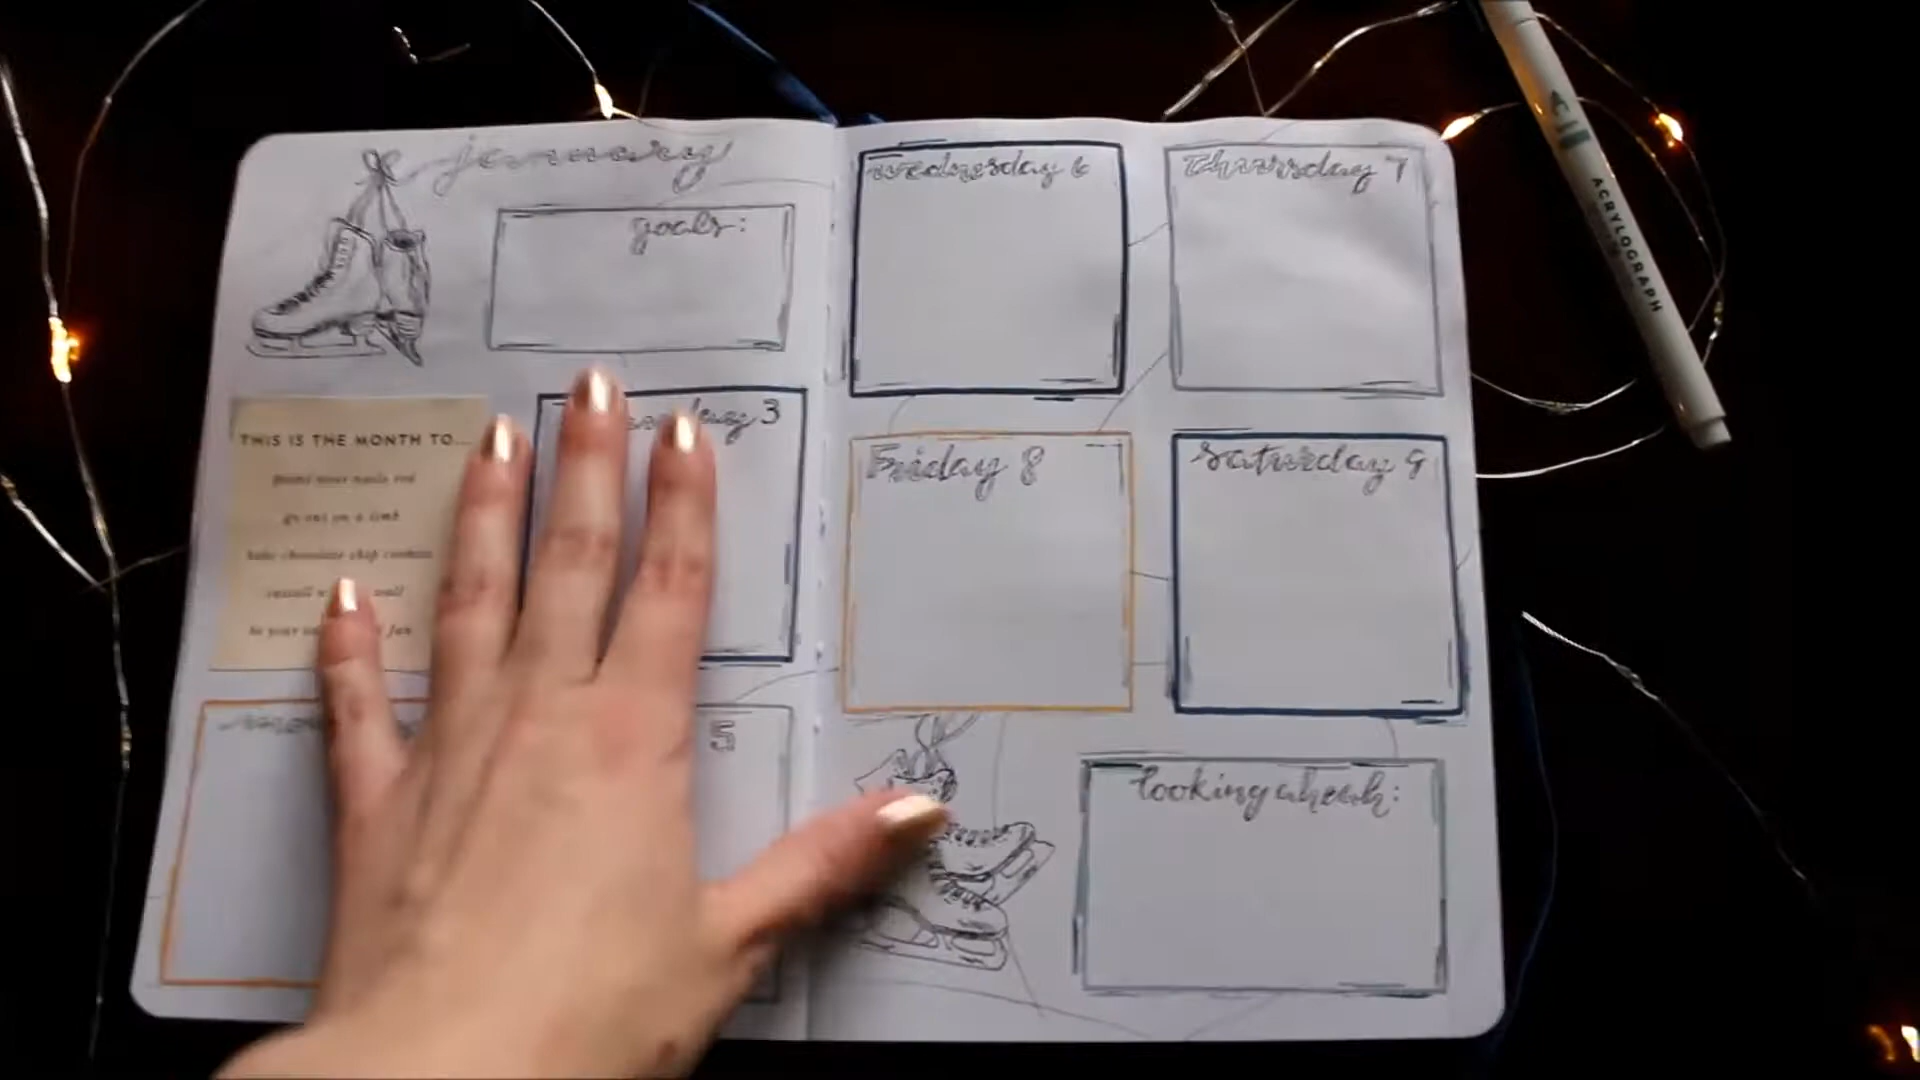 january
goals:
THIS IS THE MONTH TO...
paint your nails red
go out on a limb
bake chocolate chip cookies
wall
3
5
wednesday 6
thursday 7
Friday 8
saturday 9
looking ahead:
ACRYLOGRAPH